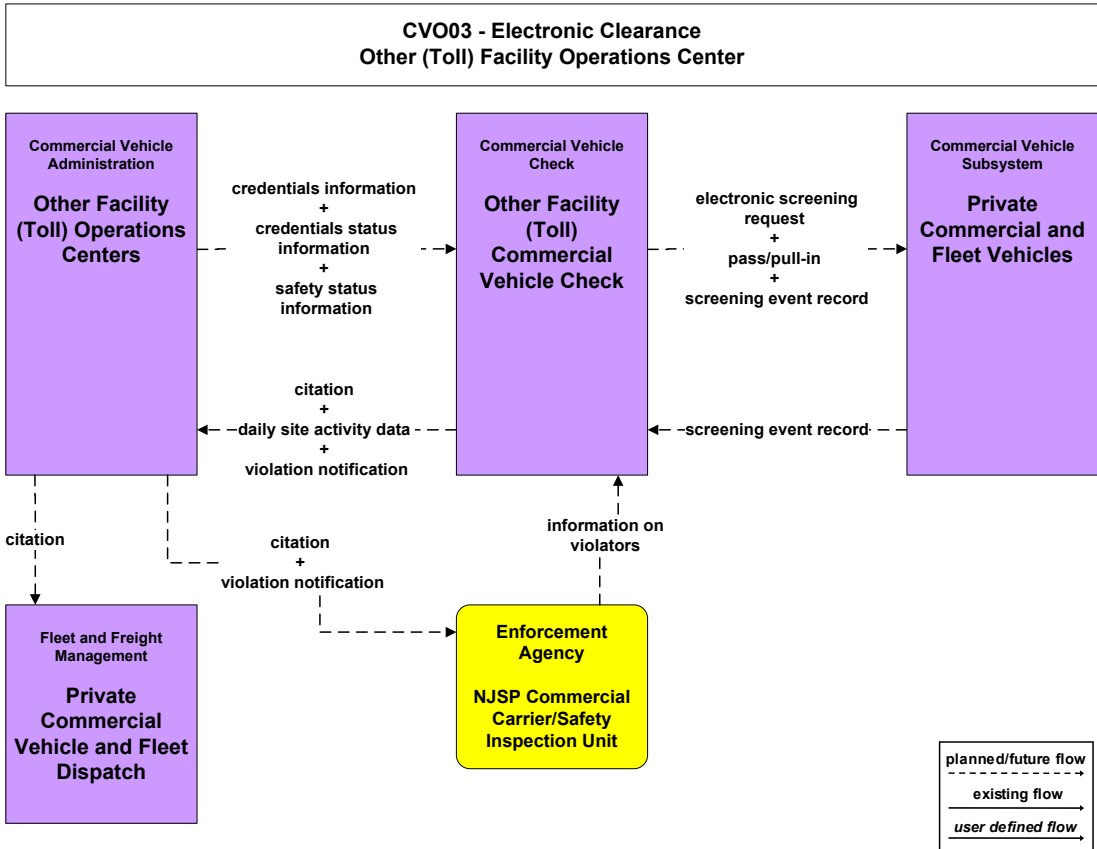 CVO03 - Electronic Clearance
Other (Toll) Facility Operations Center
Commercial Vehicle
Administration
Other Facility
(Toll) Operations
Centers
credentials information
+
credentials status
information
+
safety status
information
Commercial Vehicle
Check
Other Facility
(Toll)
Commercial
Vehicle Check
electronic screening
request
+
pass/pull-in
+
screening event record
Commercial Vehicle
Subsystem
Private
Commercial and
Fleet Vehicles
citation
+
daily site activity data
+
violation notification
screening event record
citation
citation
+
violation notification
information on
violators
Fleet and Freight
Management
Private
Commercial
Vehicle and Fleet
Dispatch
Enforcement
Agency
NJSP Commercial
Carrier/Safety
Inspection Unit
planned/future flow
existing flow
user defined flow